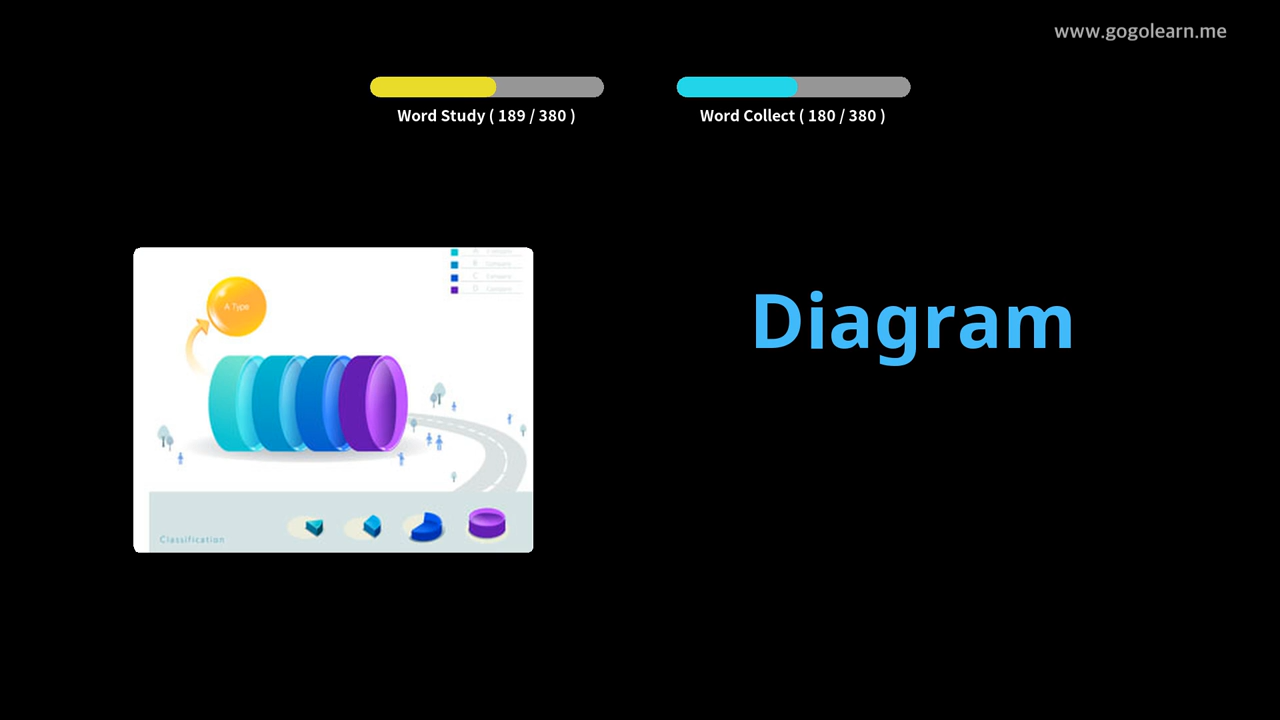 www.gogolearn.me
Word Study ( 189 / 380 )
Word Collect ( 180 / 380 )
A Type
B
C
D
Diagram
Classification